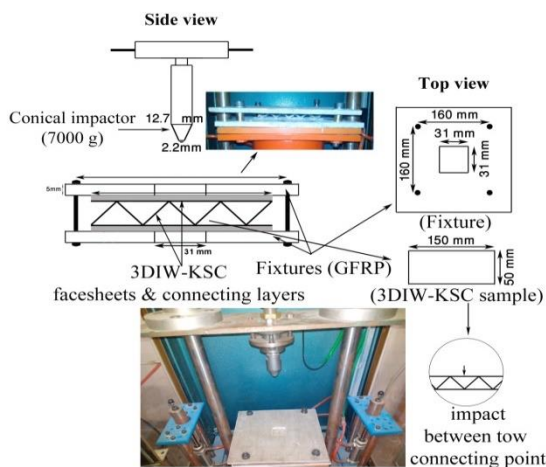 Side view
Conical impactor
(7000 g)
12.7 mm
2.2mm
5mm
31 mm
3DIW-KSC
facesheets & connecting layers
Fixtures (GFRP)
Top view
160 mm
31 mm
160 mm
31 mm
(Fixture)
150 mm
50 mm
(3DIW-KSC sample)
impact
between tow
connecting point